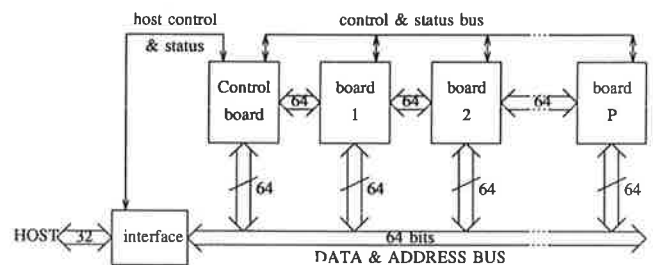 host control
& status
control & status bus
Control
board
64
board
1
64
board
2
64
board
P
64
64
64
64
HOST
32
interface
64 bits
DATA & ADDRESS BUS